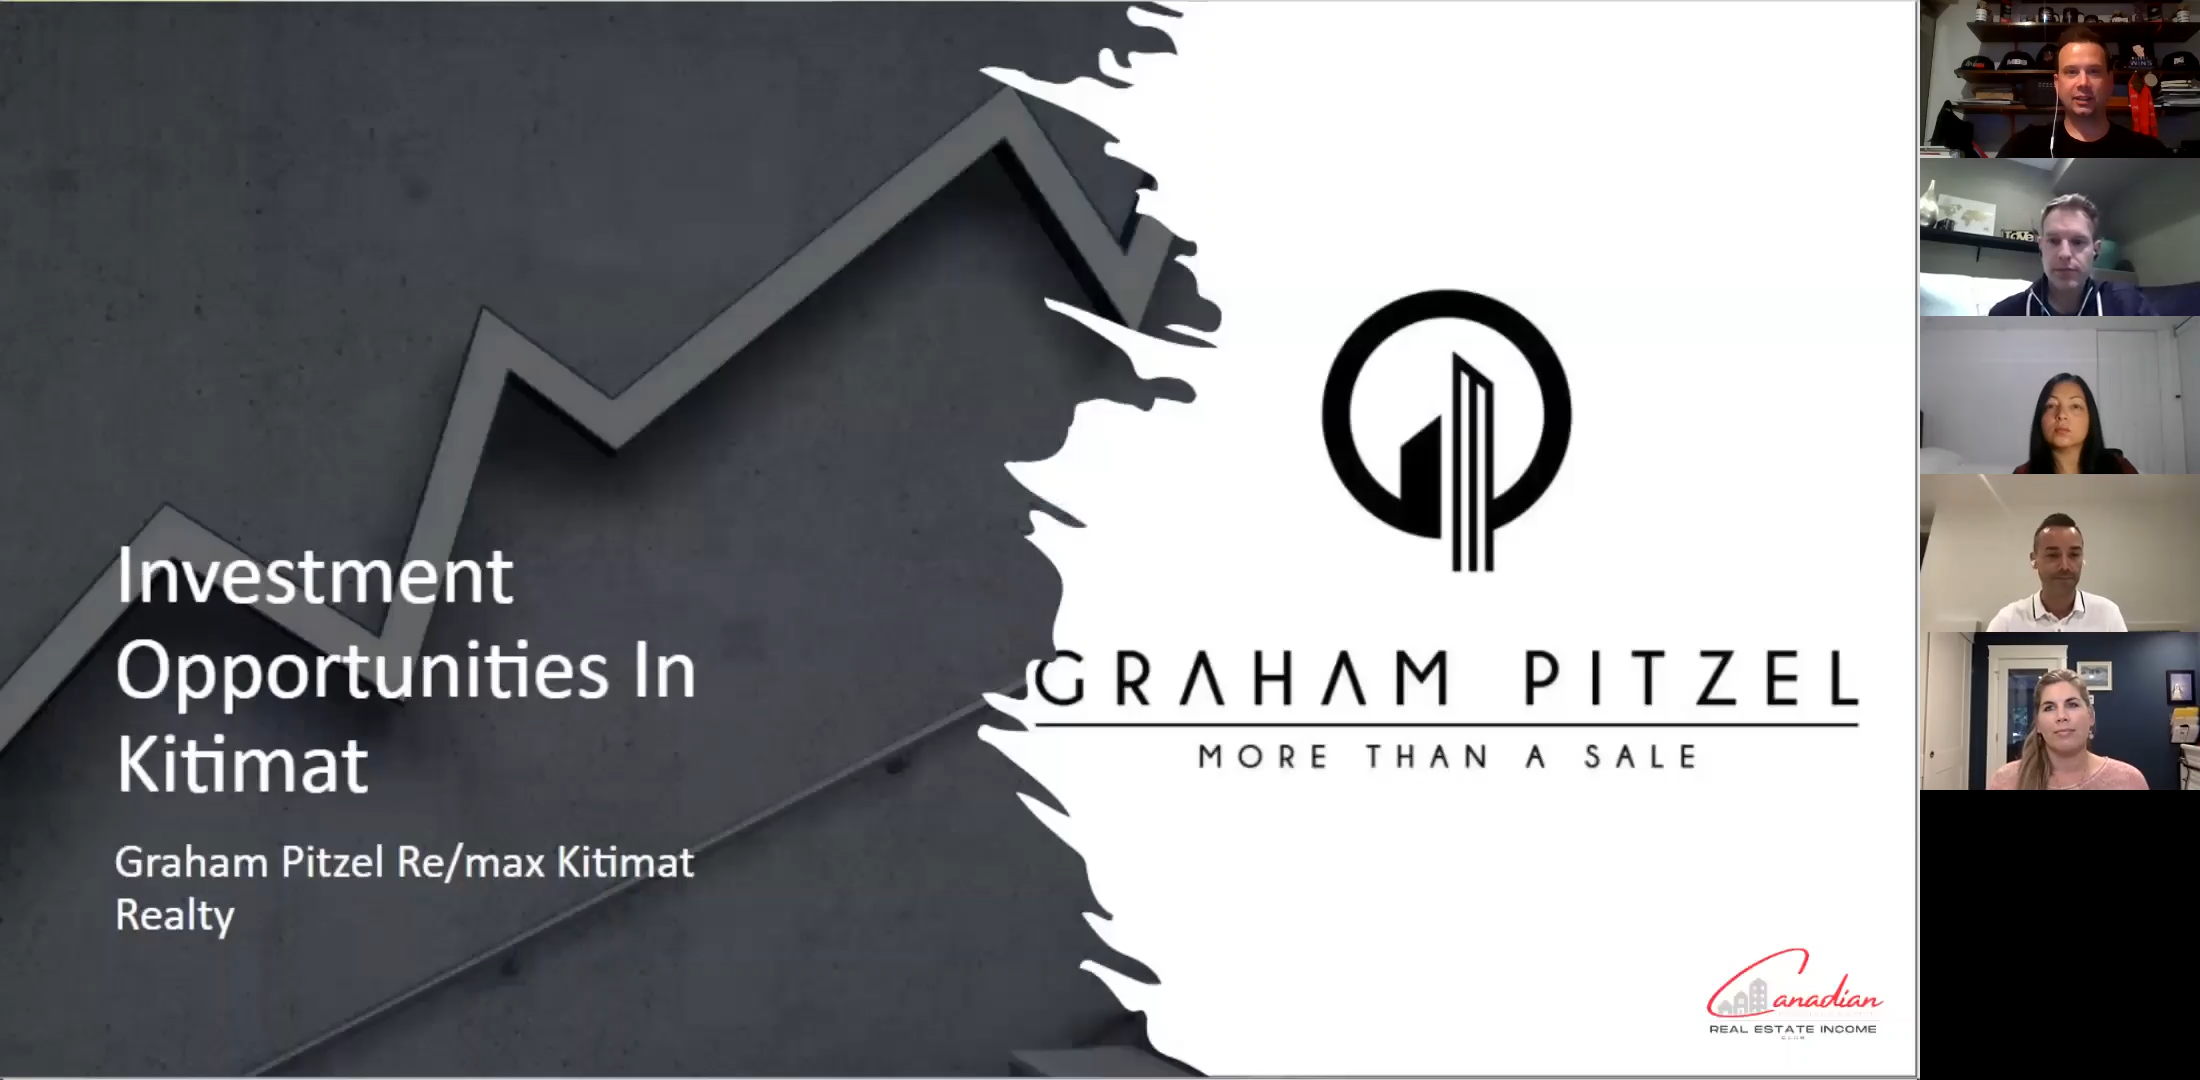 Investment
Opportunities In
Kitimat
Graham Pitzel Re/max Kitimat
Realty
GRAHAM PITZEL
MORE THAN A SALE
Canadian
REAL ESTATE INCOME
CLUB